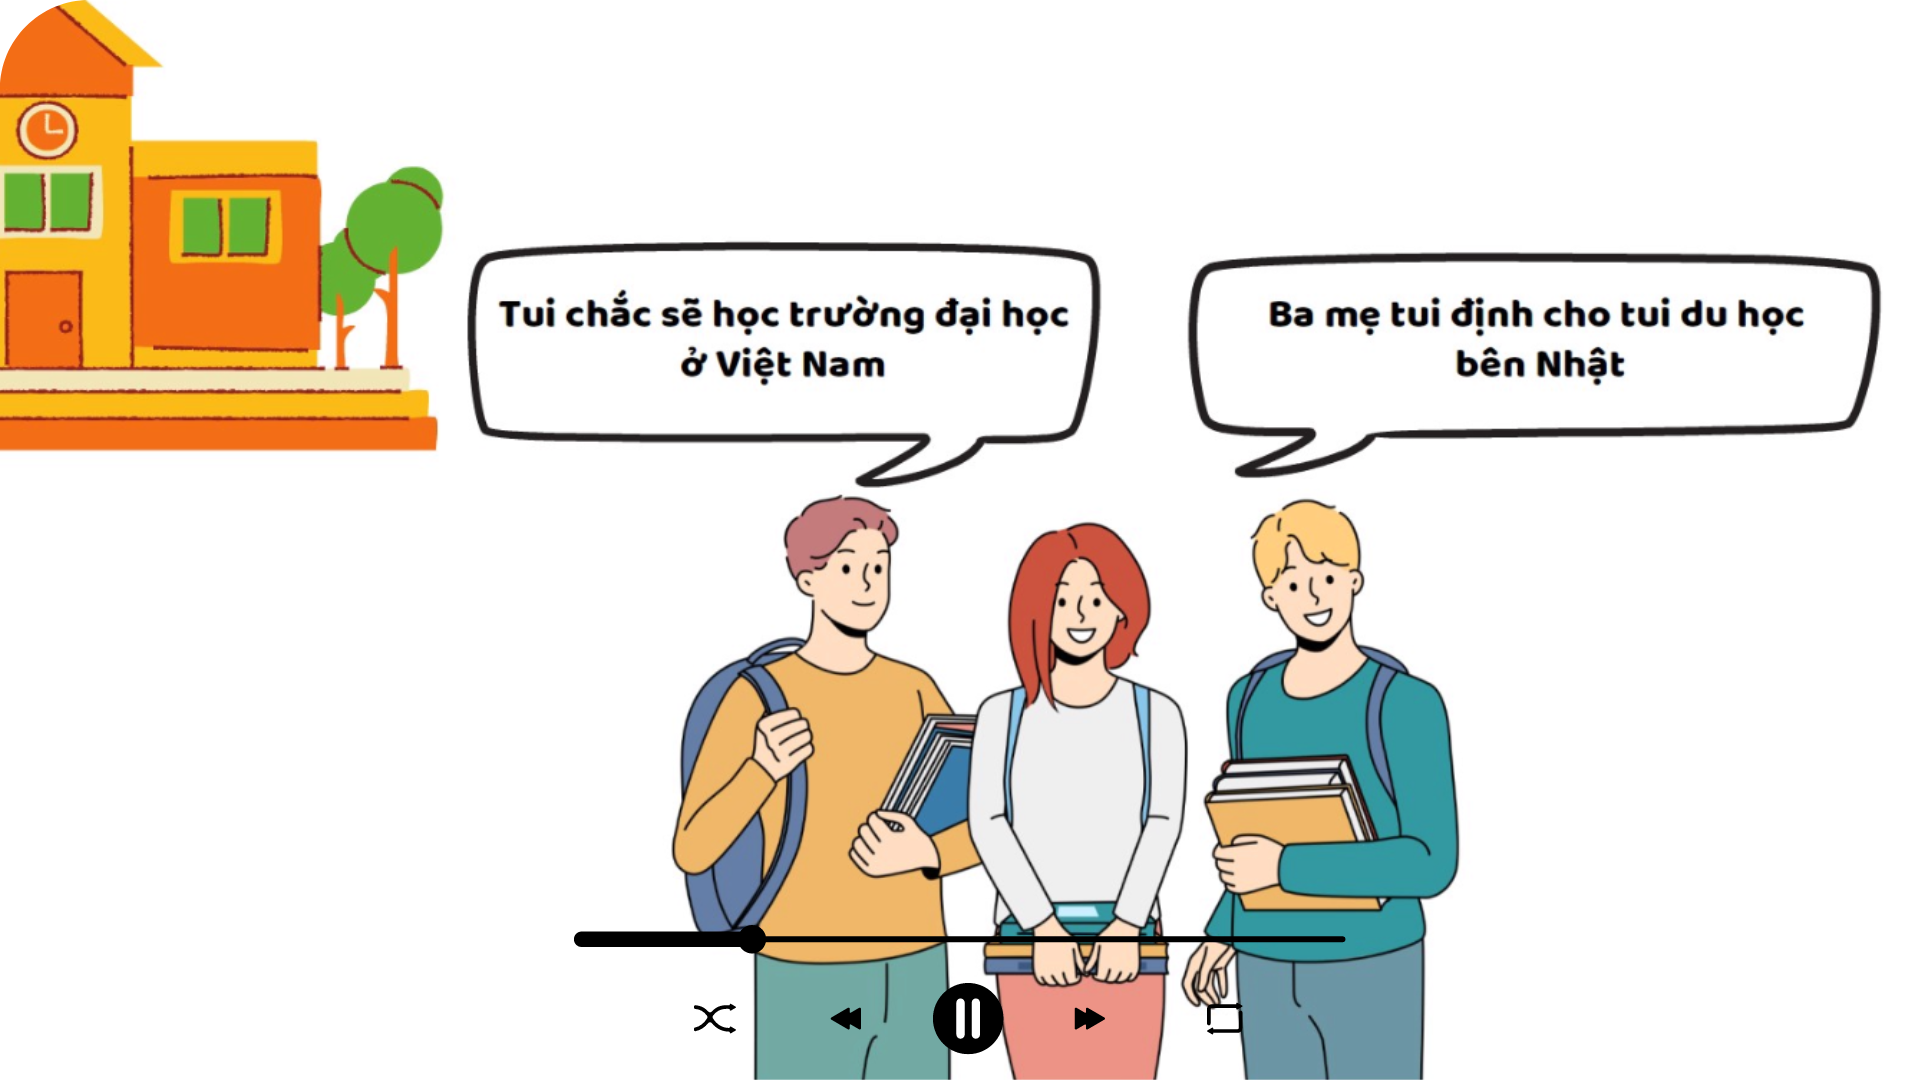 Tui chắc sẽ học trường đại học
ở Việt Nam
Ba mẹ tui định cho tui du học
bên Nhật